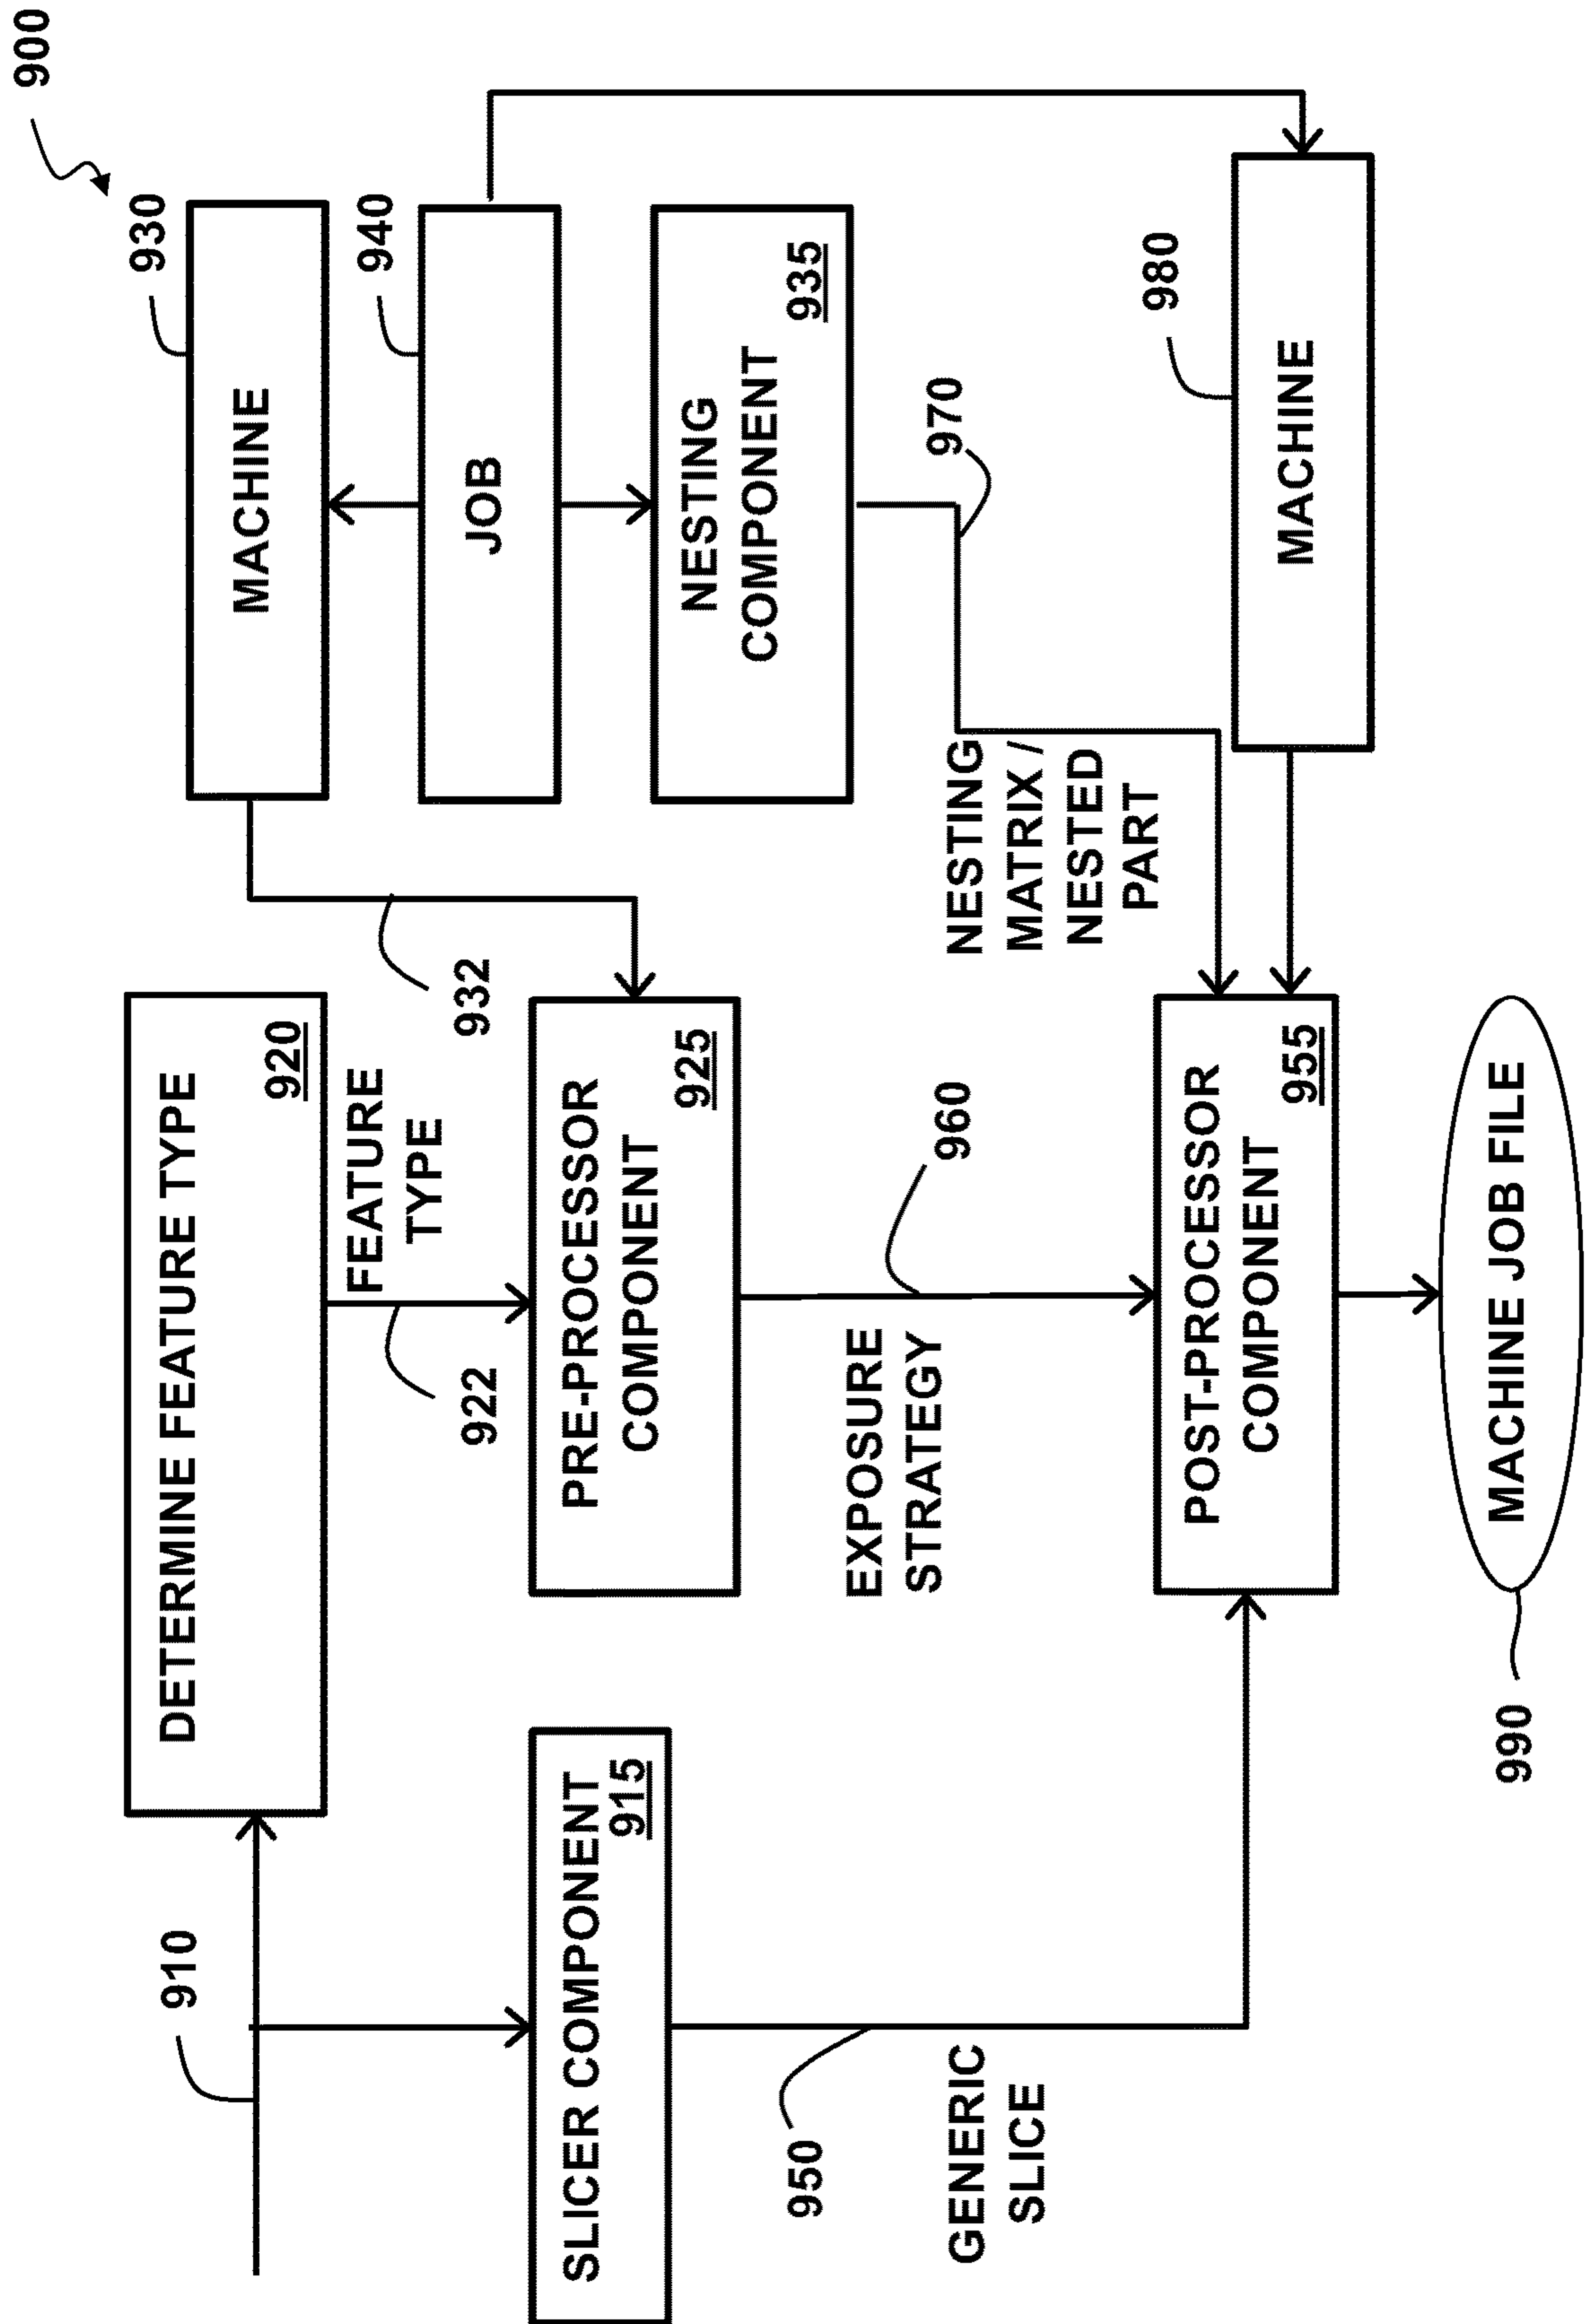 900
910
DETERMINE FEATURE TYPE
920
930
MACHINE
922
FEATURE
TYPE
932
940
JOB
SLICER COMPONENT
915
PRE-PROCESSOR
COMPONENT
925
NESTING
COMPONENT
935
950
GENERIC
SLICE
EXPOSURE
STRATEGY
960
970
NESTING
MATRIX /
NESTED
PART
980
MACHINE
POST-PROCESSOR
COMPONENT
955
990
MACHINE JOB FILE